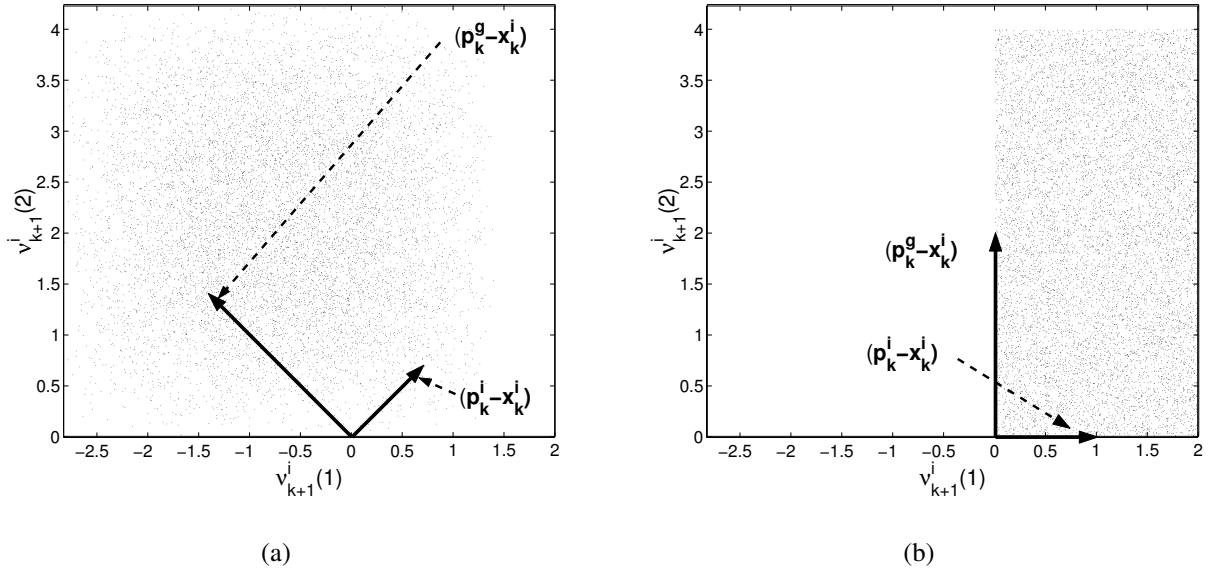 4
3.5
3
2.5
2
1.5
1
0.5
0
−2.5 −2 −1.5 −1 −0.5 0 0.5 1 1.5 2
ν^i_{k+1}(1)
ν^i_{k+1}(2)
(p^g_k−x^i_k)
(p^i_k−x^i_k)
(a)
4
3.5
3
2.5
2
1.5
1
0.5
0
−2.5 −2 −1.5 −1 −0.5 0 0.5 1 1.5 2
ν^i_{k+1}(1)
ν^i_{k+1}(2)
(p^g_k−x^i_k)
(p^i_k−x^i_k)
(b)